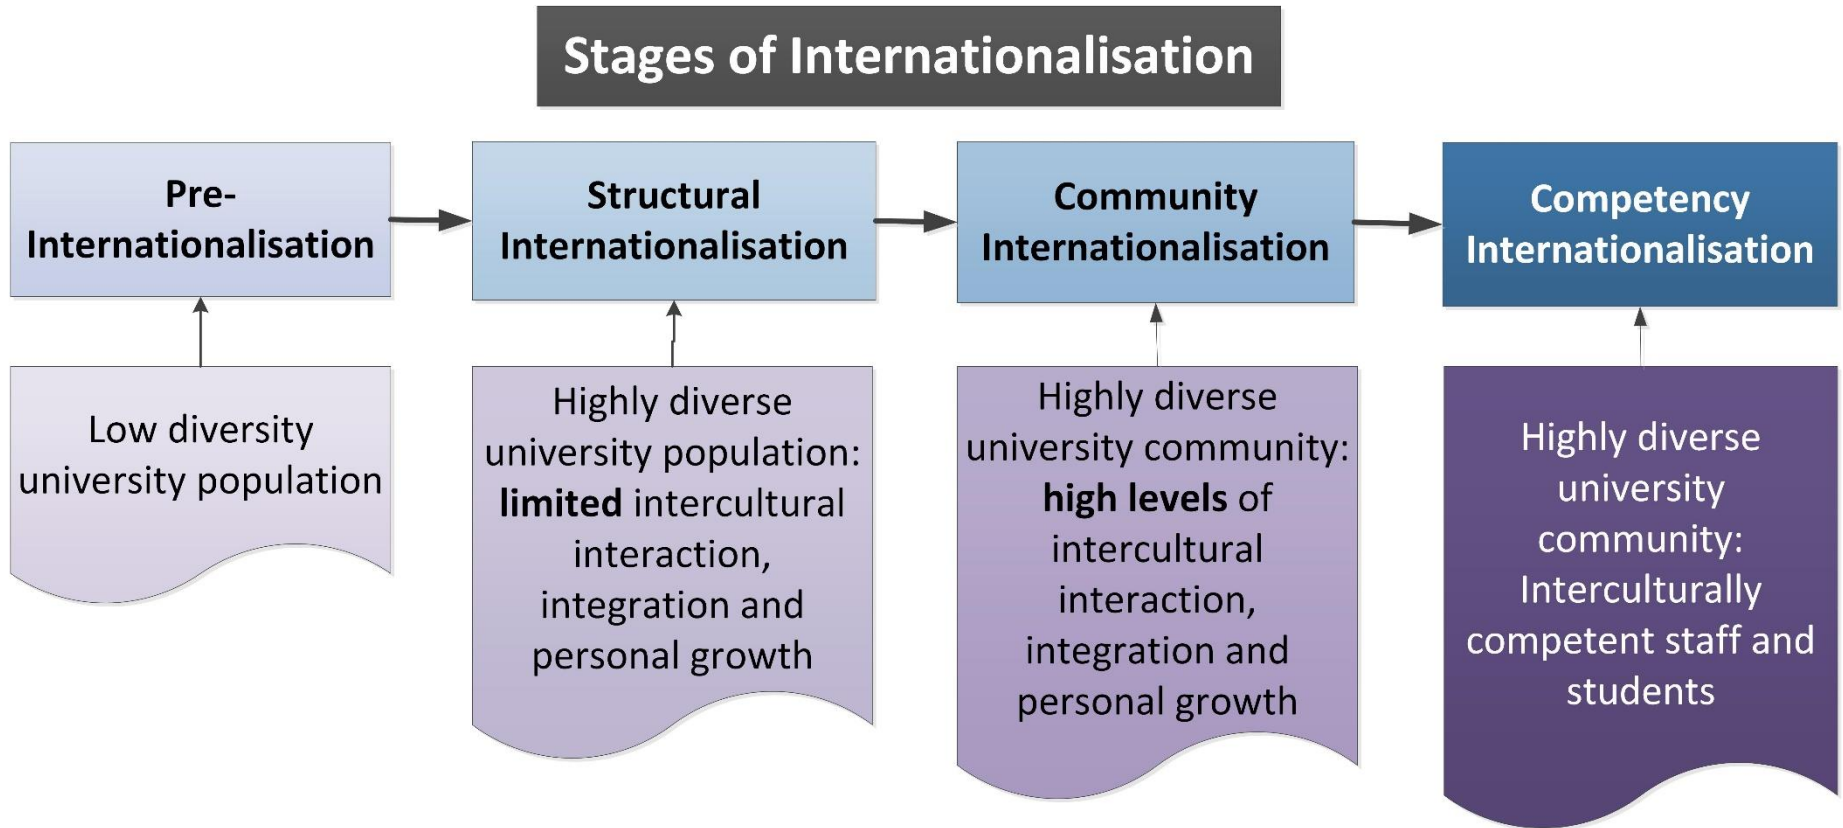 Stages of Internationalisation
Pre-
Internationalisation
Structural
Internationalisation
Community
Internationalisation
Competency
Internationalisation
Low diversity
university population
Highly diverse
university population:
limited intercultural
interaction,
integration and
personal growth
Highly diverse
university community:
high levels of
intercultural
interaction,
integration and
personal growth
Highly diverse
university
community:
Interculturally
competent staff and
students